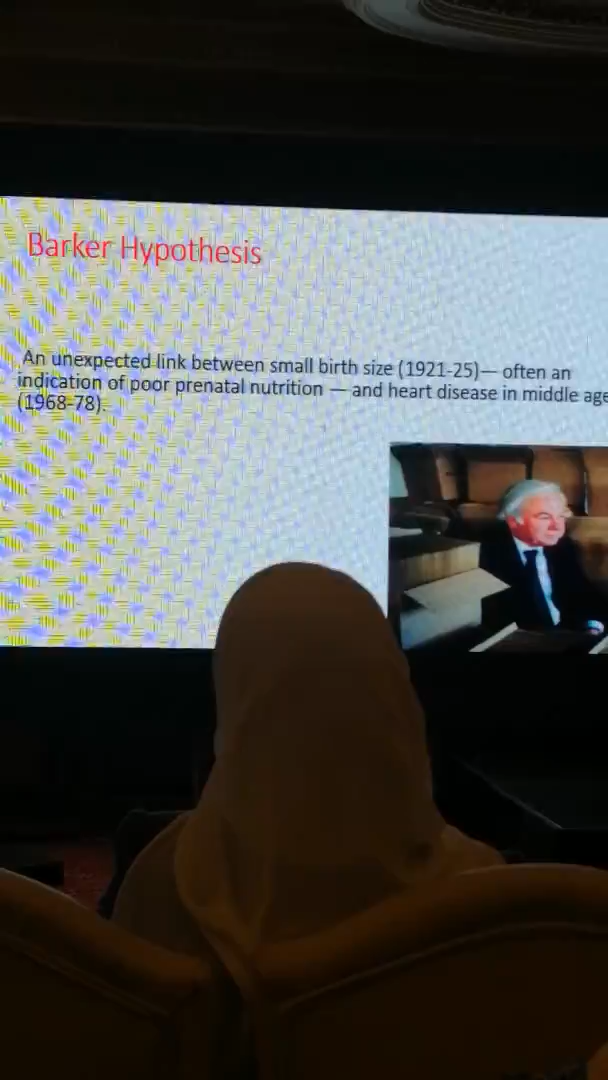 Barker Hypothesis
An unexpected link between small birth size (1921-25)— often an
indication of poor prenatal nutrition — and heart disease in middle age
(1968-78).